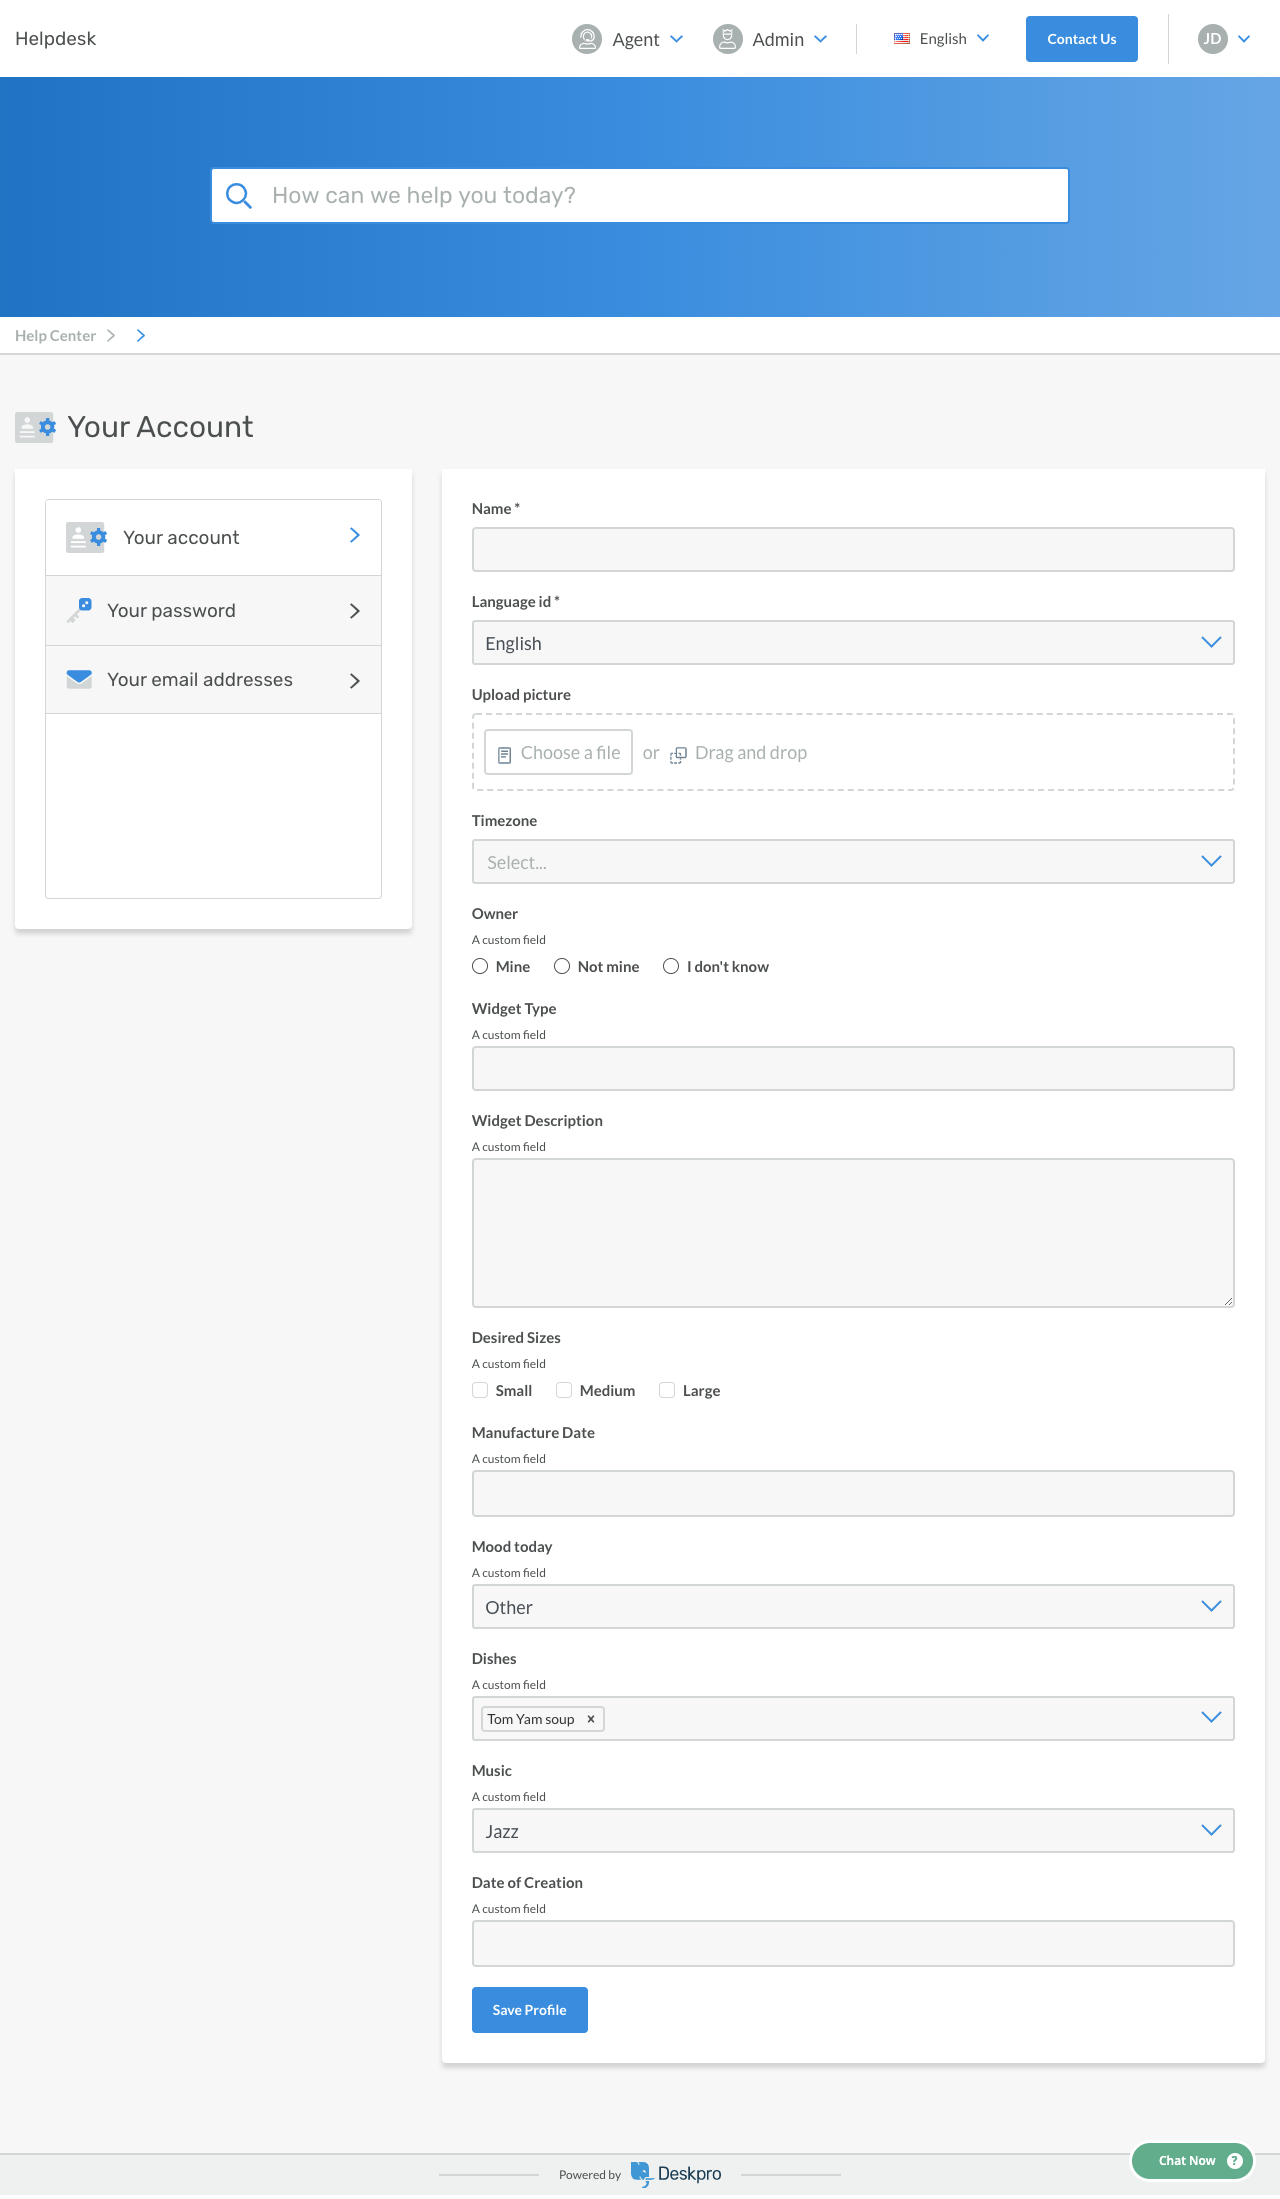 Helpdesk
Agent
Admin
English
Contact Us
JD
How can we help you today?
Help Center
Your Account
Your account
Your password
Your email addresses
Name *
Language id *
English
Upload picture
Choose a file or Drag and drop
Timezone
Select...
Owner
A custom field
Mine Not mine I don't know
Widget Type
A custom field
Widget Description
A custom field
Desired Sizes
A custom field
Small Medium Large
Manufacture Date
A custom field
Mood today
A custom field
Other
Dishes
A custom field
Tom Yam soup x
Music
A custom field
Jazz
Date of Creation
A custom field
Save Profile
Powered by Deskpro
Chat Now ?